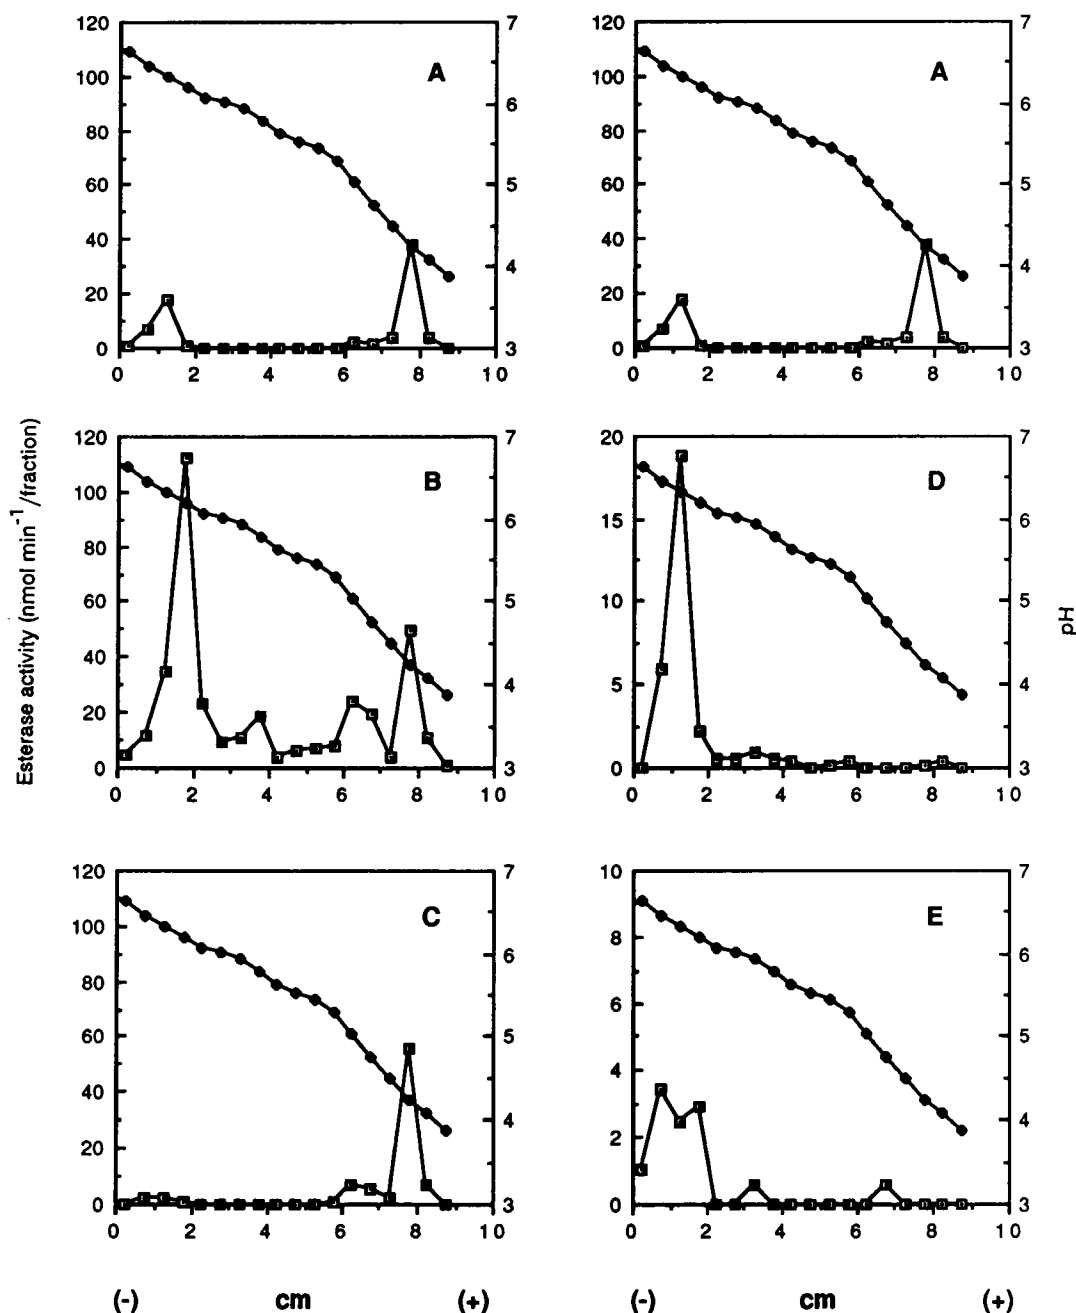 120 7 120 7
A A
100 6 100 6
80 80
60 5 60 5
40 4 40 4
20 20
0 3 0 3
0 2 4 6 8 10 0 2 4 6 8 10
Esterase activity (nmol min⁻¹/fraction)
120 7 20 7
B D
100 6 15 6
80
60 5 10 5
40 4 5 4
20
0 3 0 3
0 2 4 6 8 10 0 2 4 6 8 10
pH
120 7 10 7
C E
100 6 8 6
80 6
60 5 5
40 4 4 4
20 2
0 3 0 3
0 2 4 6 8 10 0 2 4 6 8 10
(-) cm (+) (-) cm (+)